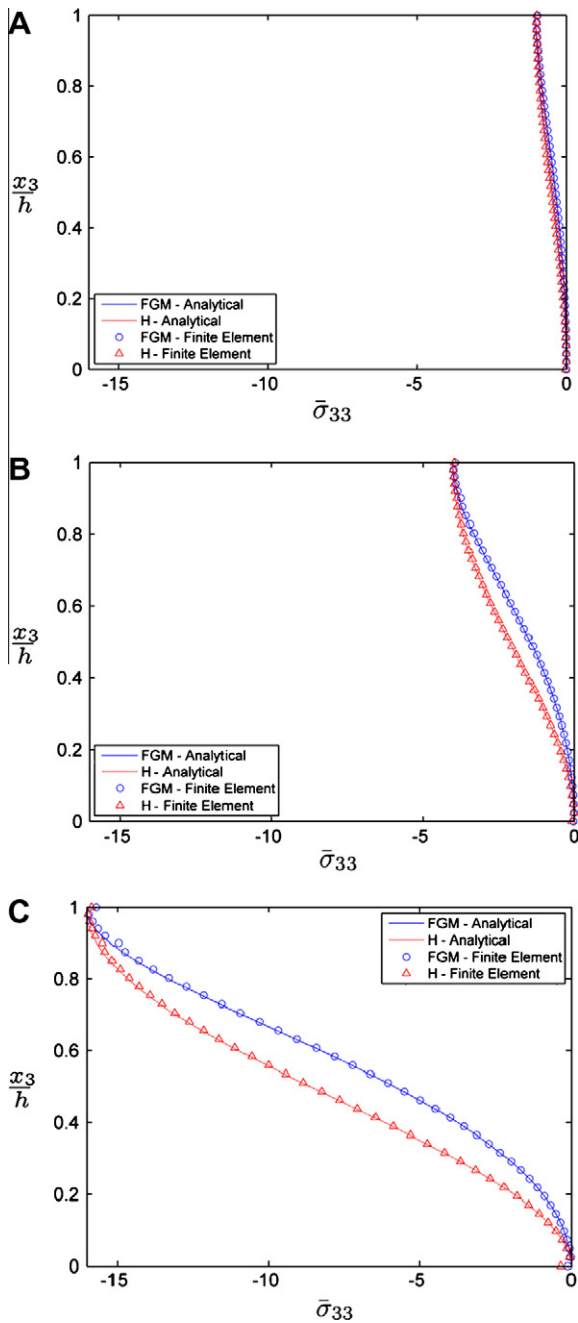 A
1
0.8
0.6
x₃/h
0.4
0.2
0
FGM - Analytical
H - Analytical
FGM - Finite Element
H - Finite Element
-15 -10 -5 0
σ̄₃₃
B
1
0.8
0.6
x₃/h
0.4
0.2
0
FGM - Analytical
H - Analytical
FGM - Finite Element
H - Finite Element
-15 -10 -5 0
σ̄₃₃
C
1
0.8
0.6
x₃/h
0.4
0.2
0
FGM - Analytical
H - Analytical
FGM - Finite Element
H - Finite Element
-15 -10 -5 0
σ̄₃₃